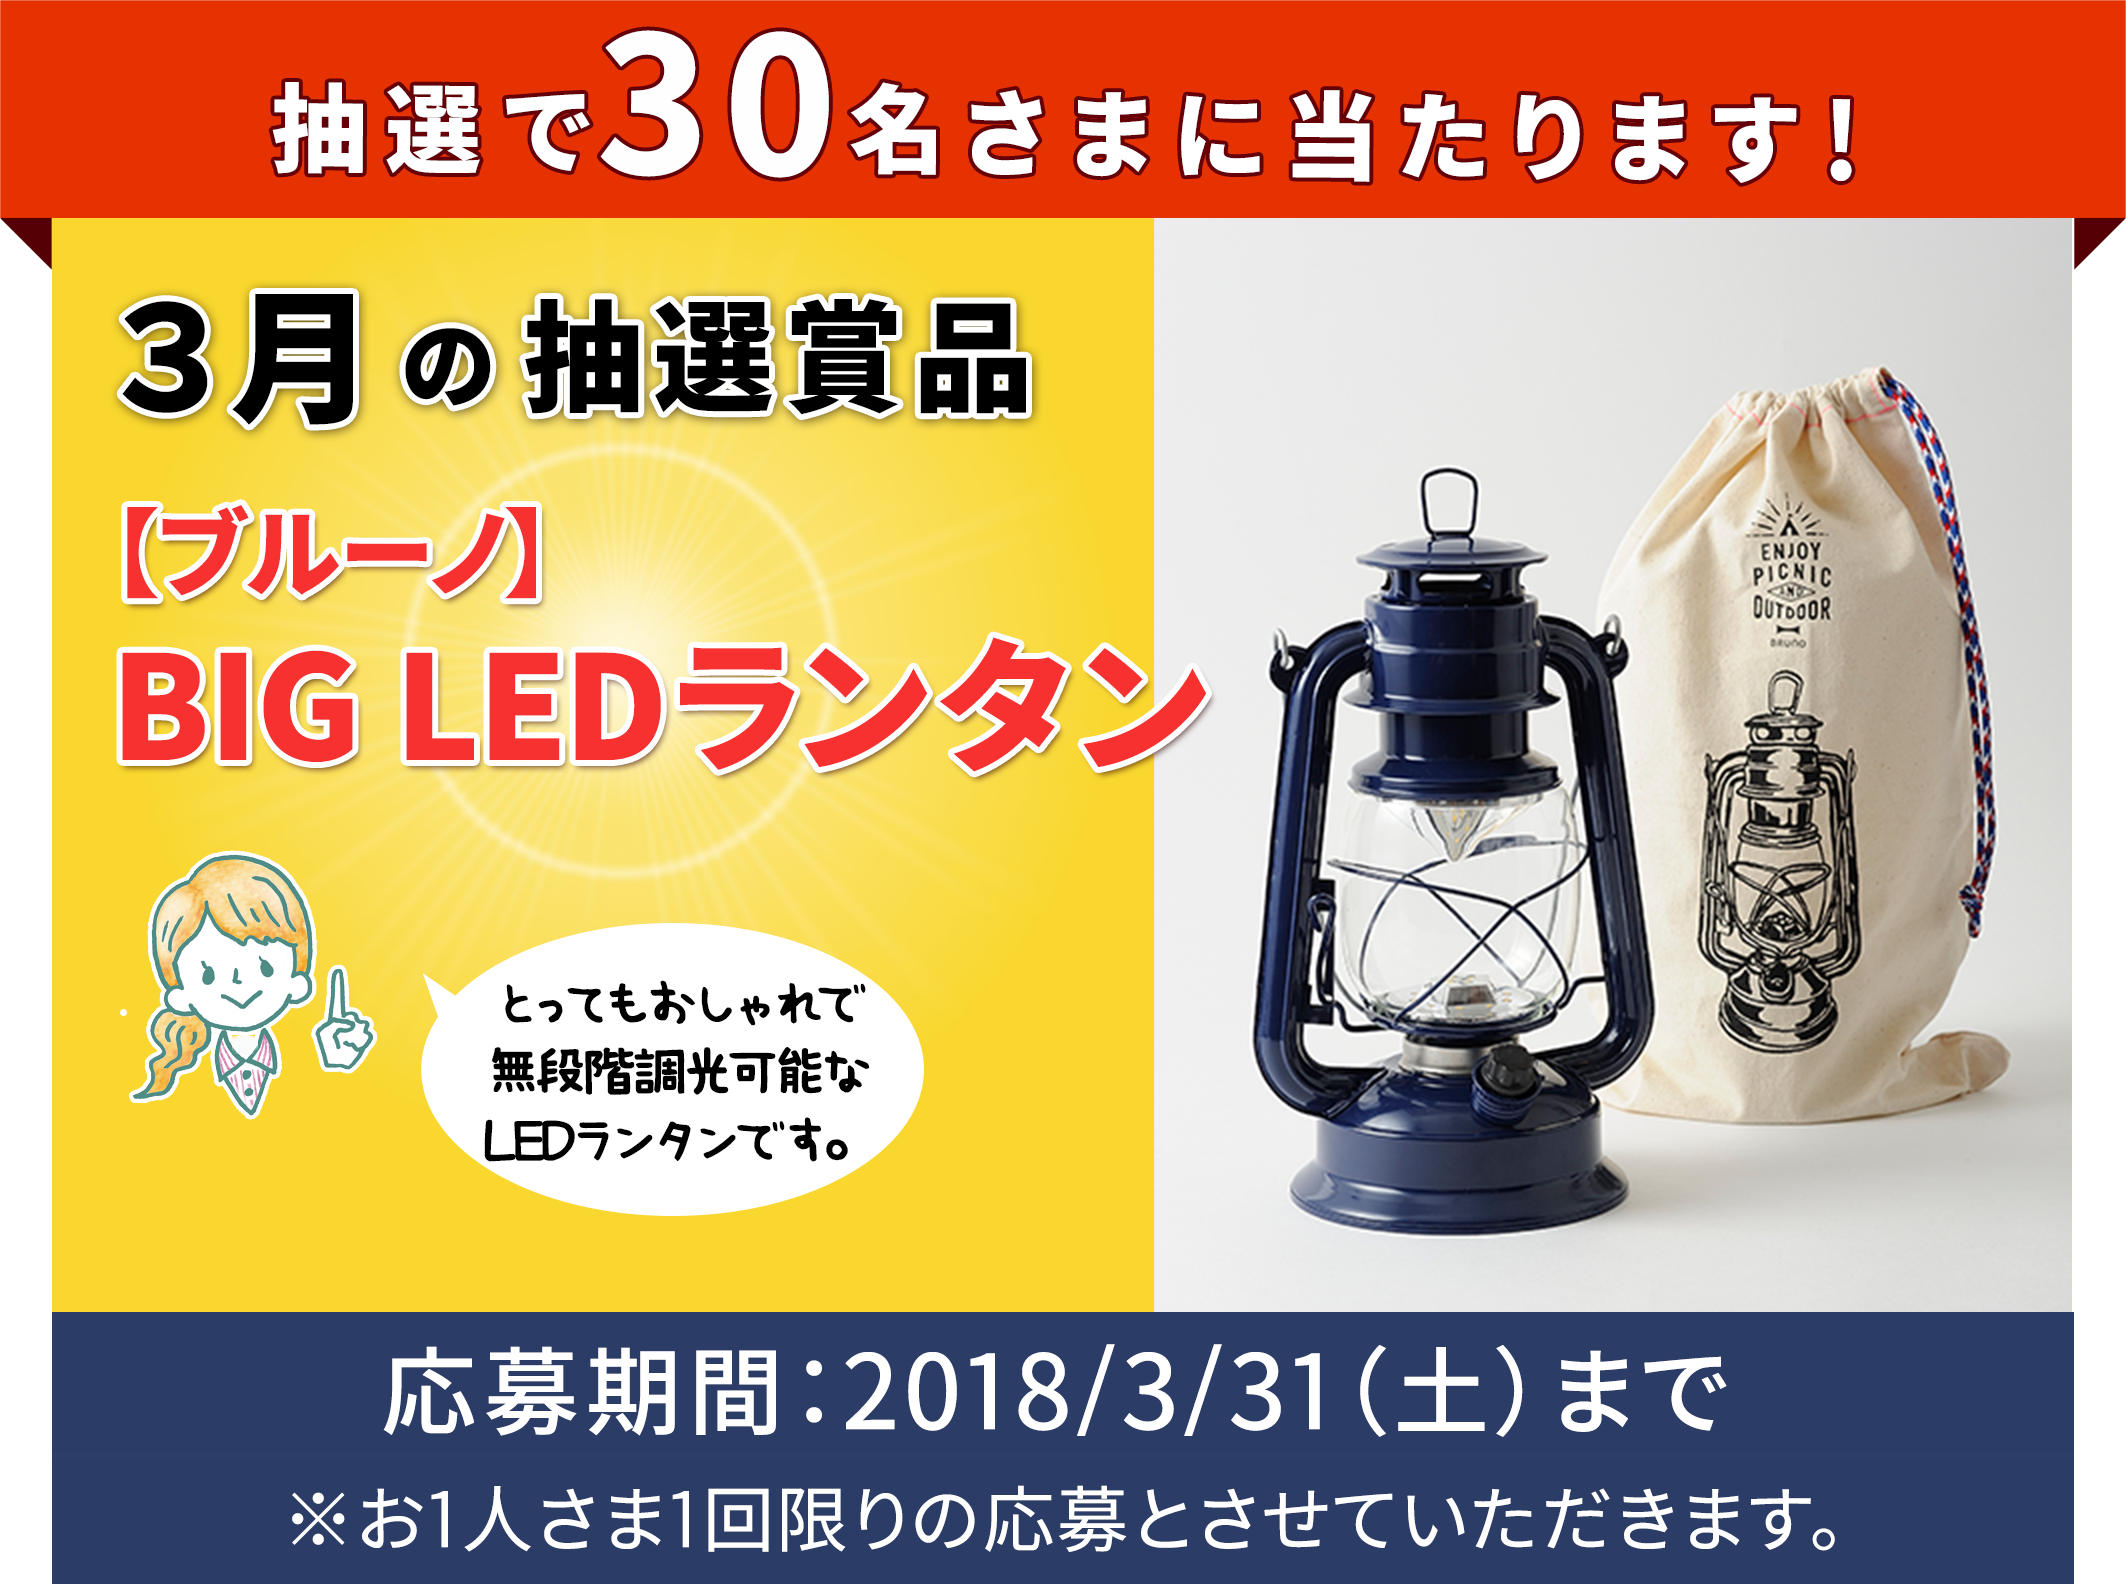 抽選で30名さまに当たります!
3月の抽選賞品
【ブルーノ】
BIG LEDランタン
とってもおしゃれで
無段階調光可能な
LEDランタンです。
ENJOY
PICNIC
AND
OUTDOOR
BRUNO
応募期間：2018/3/31（土）まで
※お1人さま1回限りの応募とさせていただきます。